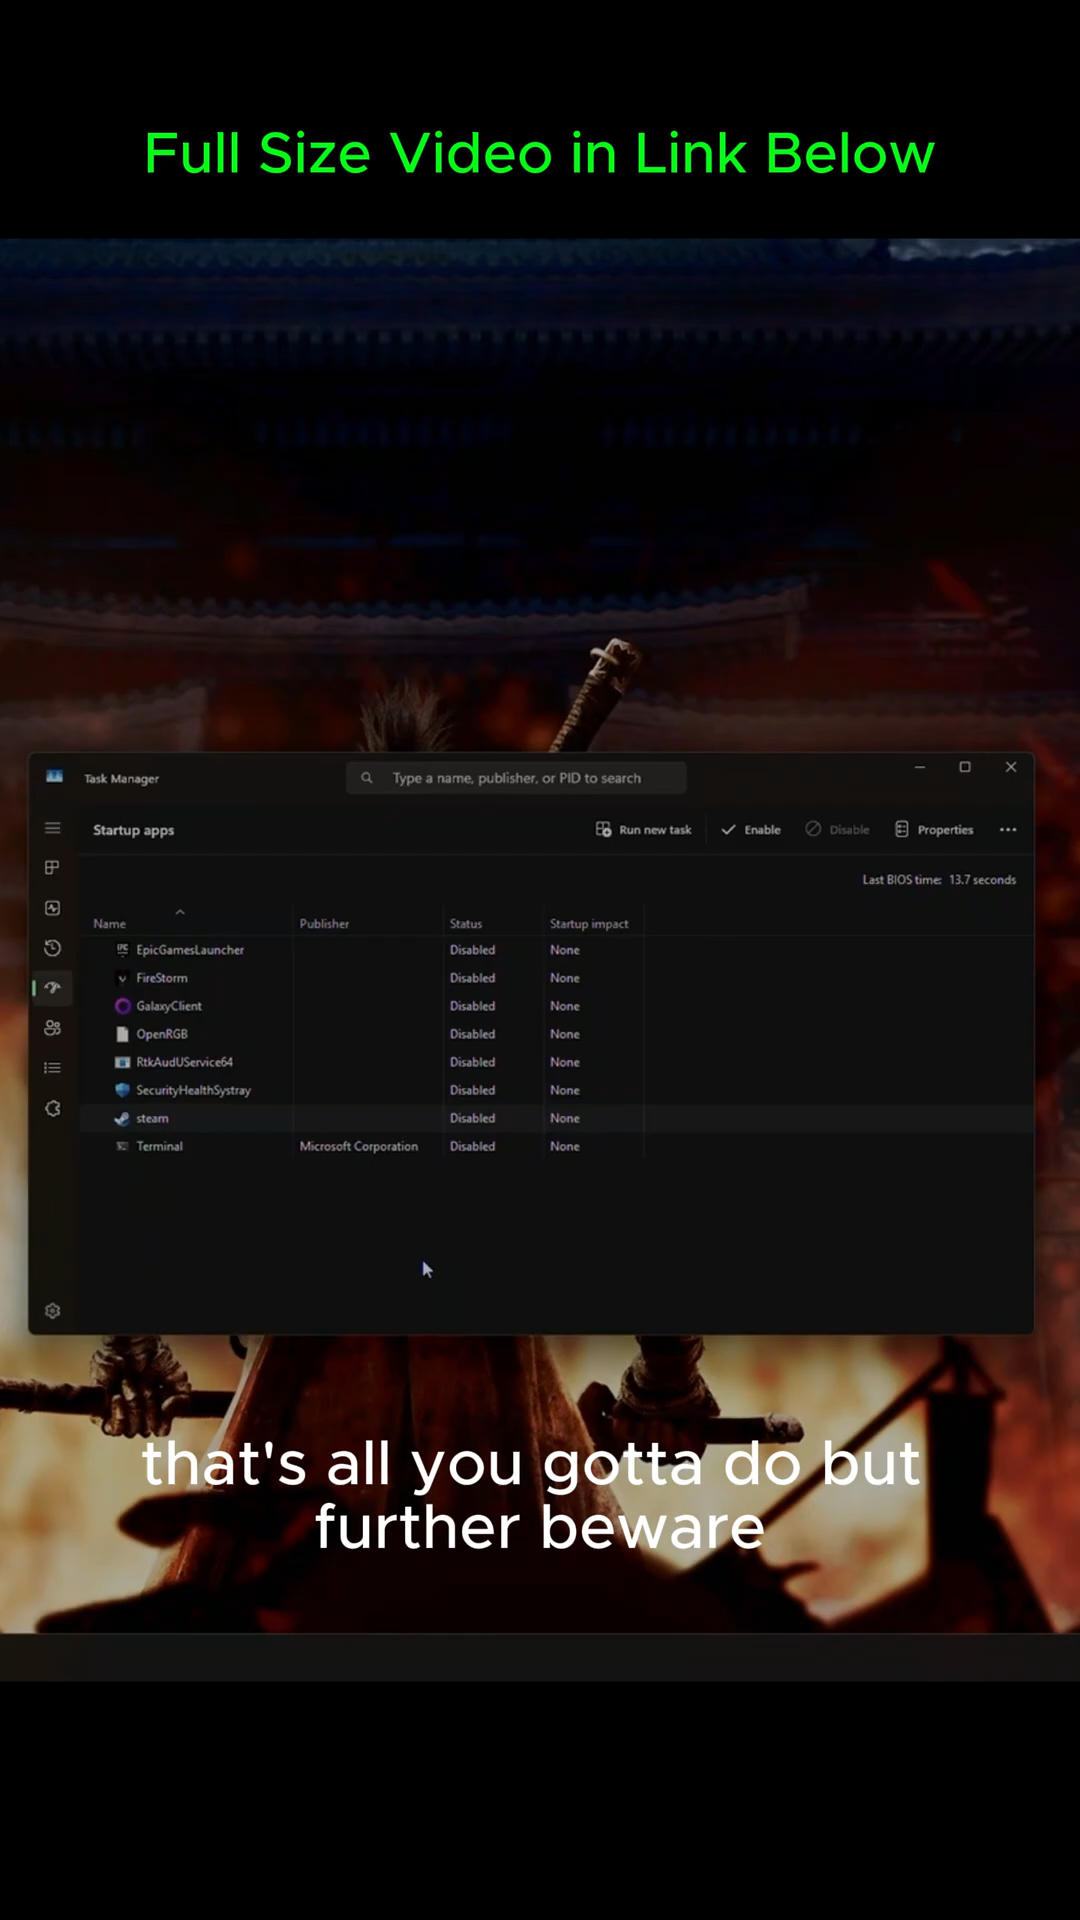 Full Size Video in Link Below
Task Manager
Type a name, publisher, or PID to search
Startup apps
Run new task
Enable
Disable
Properties
Last BIOS time: 13.7 seconds
Name Publisher Status Startup impact
EpicGamesLauncher Disabled None
FireStorm Disabled None
GalaxyClient Disabled None
OpenRGB Disabled None
RtkAudUService64 Disabled None
SecurityHealthSystray Disabled None
steam Disabled None
Terminal Microsoft Corporation Disabled None
that's all you gotta do but
further beware